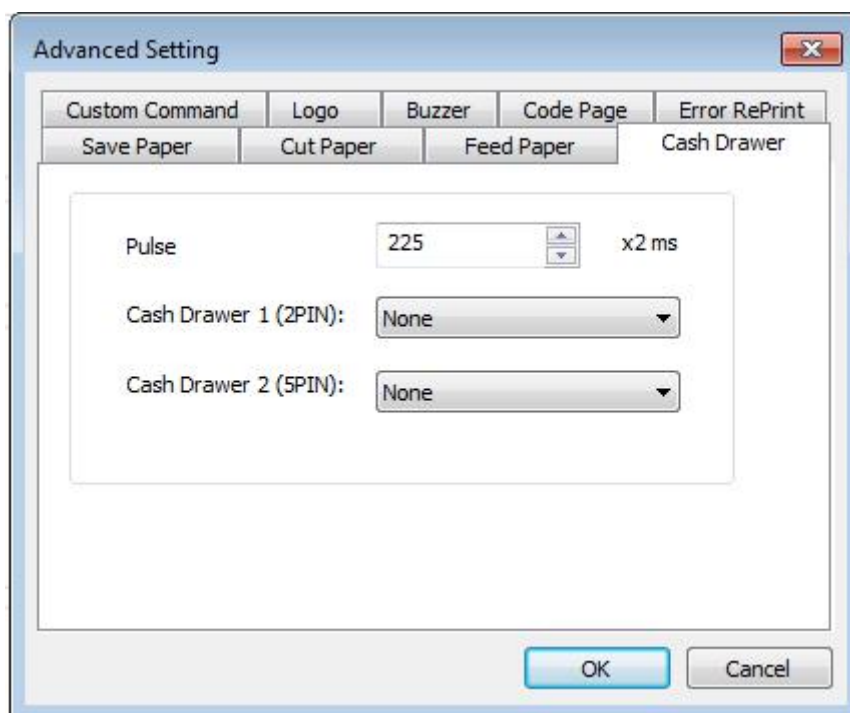 Advanced Setting
Custom Command Logo Buzzer Code Page Error RePrint
Save Paper Cut Paper Feed Paper Cash Drawer
Pulse 225 x2 ms
Cash Drawer 1 (2PIN): None
Cash Drawer 2 (5PIN): None
OK Cancel